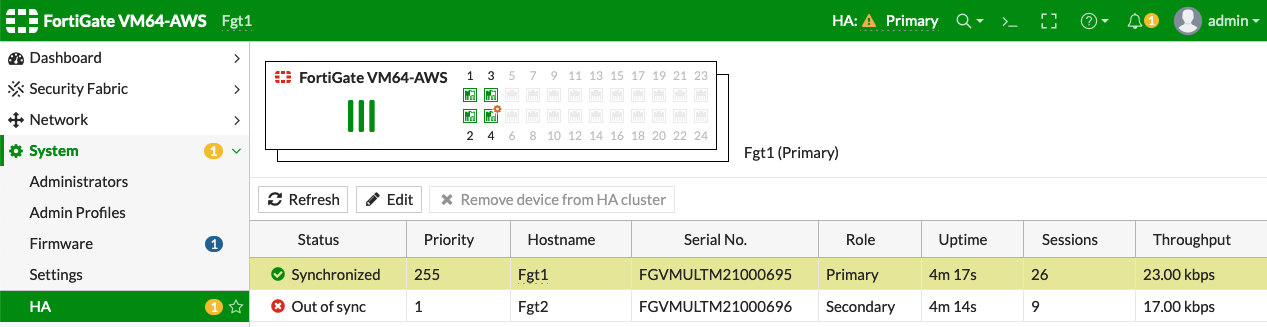 FortiGate VM64-AWS Fgt1 HA: Primary >_ ? 1 admin
Dashboard
Security Fabric
Network
System 1
Administrators
Admin Profiles
Firmware 1
Settings
HA 1
FortiGate VM64-AWS
1 3 5 7 9 11 13 15 17 19 21 23
2 4 6 8 10 12 14 16 18 20 22 24
Fgt1 (Primary)
Refresh Edit Remove device from HA cluster
Status Priority Hostname Serial No. Role Uptime Sessions Throughput
Synchronized 255 Fgt1 FGVMULTM21000695 Primary 4m 17s 26 23.00 kbps
Out of sync 1 Fgt2 FGVMULTM21000696 Secondary 4m 14s 9 17.00 kbps